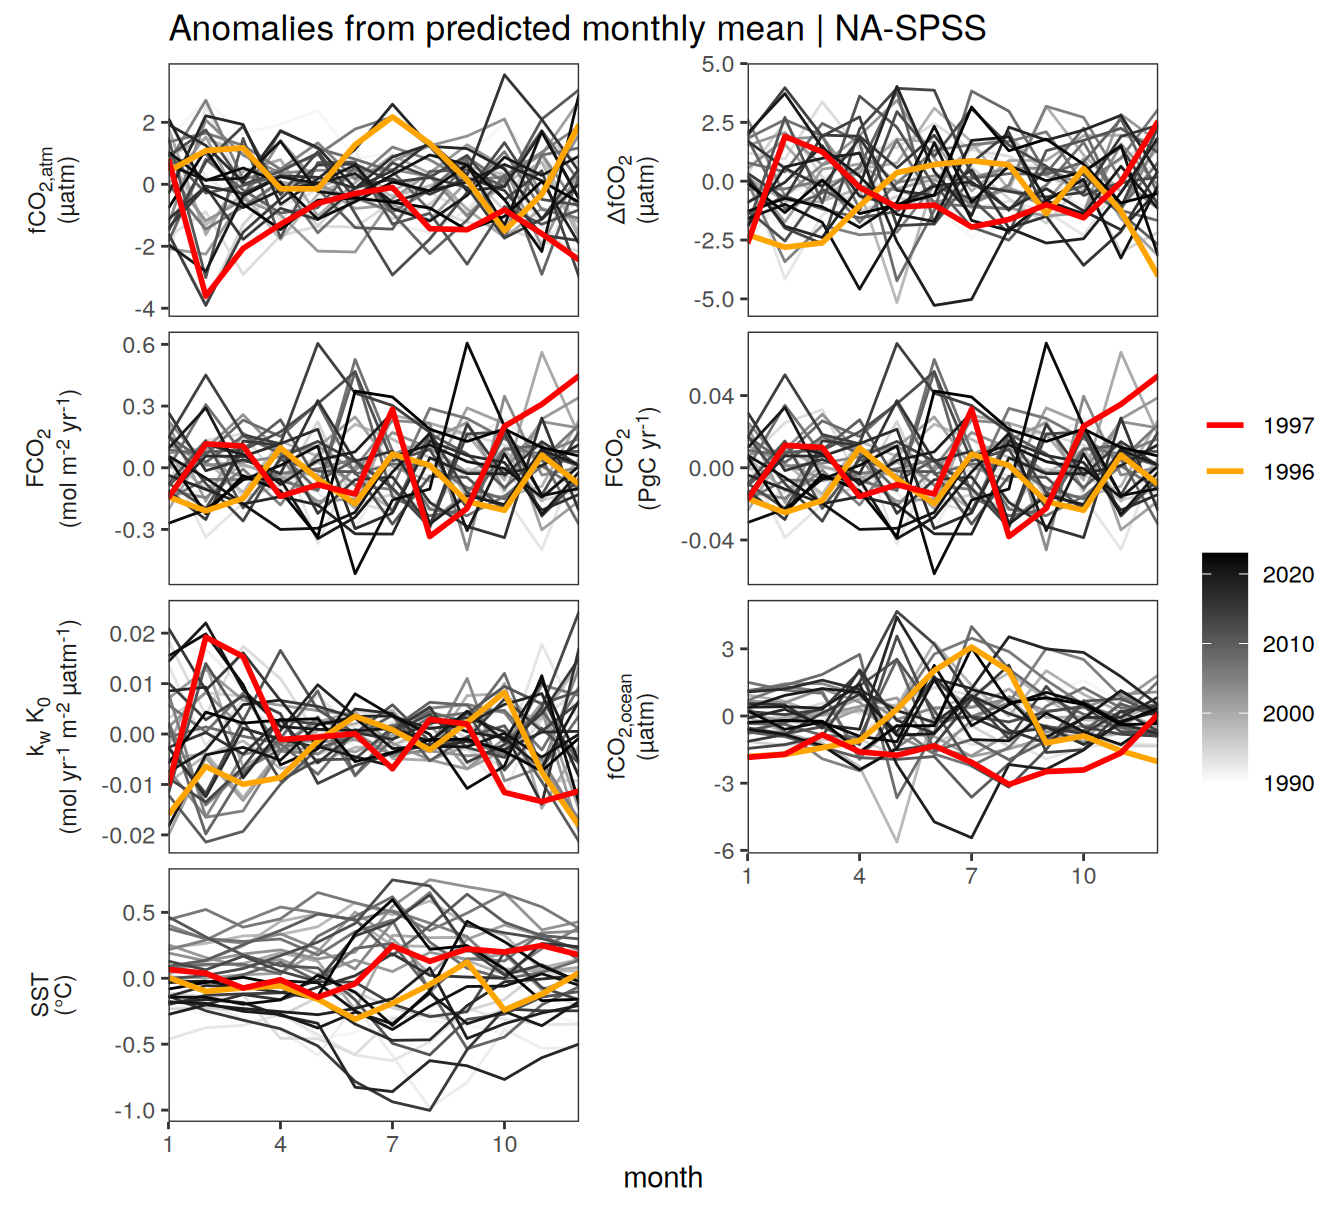 Anomalies from predicted monthly mean | NA-SPSS
fCO2,atm
(µatm)
2
0
-2
-4
ΔfCO2
(µatm)
5.0
2.5
0.0
-2.5
-5.0
FCO2
(mol m-2 yr-1)
0.6
0.3
0.0
-0.3
FCO2
(PgC yr-1)
0.04
0.00
-0.04
kw K0
(mol yr-1 m-2 µatm-1)
0.02
0.01
0.00
-0.01
-0.02
fCO2,ocean
(µatm)
3
0
-3
-6
1 4 7 10
SST
(°C)
0.5
0.0
-0.5
-1.0
1 4 7 10
month
1997
1996
2020
2010
2000
1990